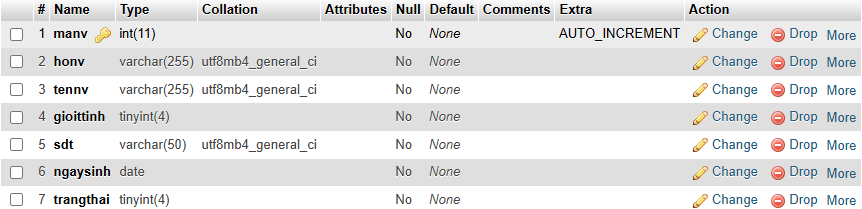 # Name Type Collation Attributes Null Default Comments Extra Action
1 manv int(11) No None AUTO_INCREMENT Change Drop More
2 honv varchar(255) utf8mb4_general_ci No None Change Drop More
3 tennv varchar(255) utf8mb4_general_ci No None Change Drop More
4 gioittinh tinyint(4) No None Change Drop More
5 sdt varchar(50) utf8mb4_general_ci No None Change Drop More
6 ngaysinh date No None Change Drop More
7 trangthai tinyint(4) No None Change Drop More